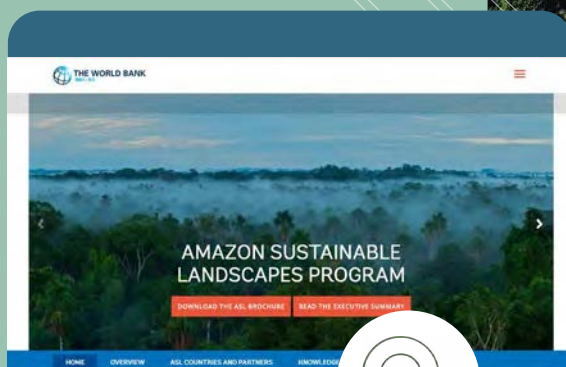 THE WORLD BANK
AMAZON SUSTAINABLE
LANDSCAPES PROGRAM
DOWNLOAD THE ASL BROCHURE
READ THE EXECUTIVE SUMMARY
HOME OVERVIEW ASL COUNTRIES AND PARTNERS KNOWLEDGE